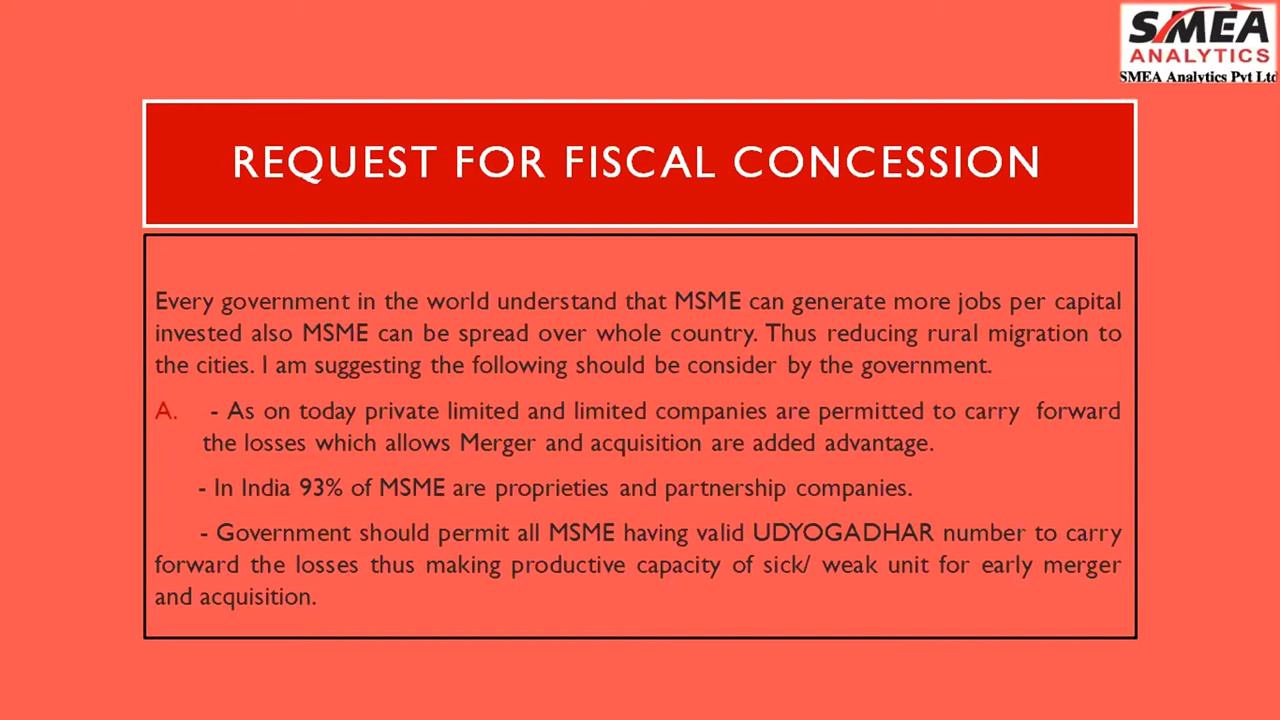 SMEA
ANALYTICS
SMEA Analytics Pvt Ltd
REQUEST FOR FISCAL CONCESSION
Every government in the world understand that MSME can generate more jobs per capital
invested also MSME can be spread over whole country. Thus reducing rural migration to
the cities. I am suggesting the following should be consider by the government.
A. - As on today private limited and limited companies are permitted to carry forward
the losses which allows Merger and acquisition are added advantage.
- In India 93% of MSME are proprieties and partnership companies.
- Government should permit all MSME having valid UDYOGADHAR number to carry
forward the losses thus making productive capacity of sick/ weak unit for early merger
and acquisition.